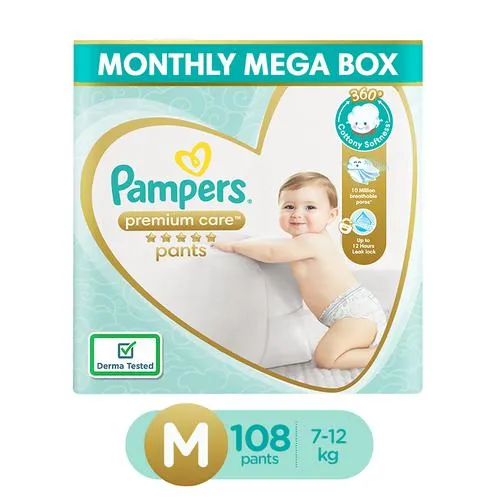 MONTHLY MEGA BOX
360°
Cottony Softness*
Pampers®
premium care™
pants
10 Million
breathable
pores*
Up to
12 Hours
Leak lock
Derma Tested
M
108
pants
7-12
kg